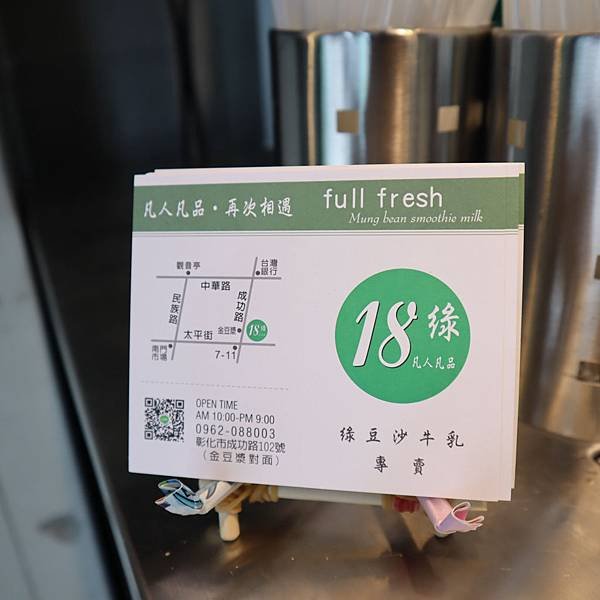 凡人凡品・再次相遇 full fresh
Mung bean smoothie milk
觀音亭
台灣
銀行
中華路
民族路
成功路
金豆漿
18綠
太平街
南門
市場
7-11
18綠
凡人凡品
OPEN TIME
AM 10:00-PM 9:00
0962-088003
彰化市成功路102號
（金豆漿對面）
綠豆沙牛乳
專賣